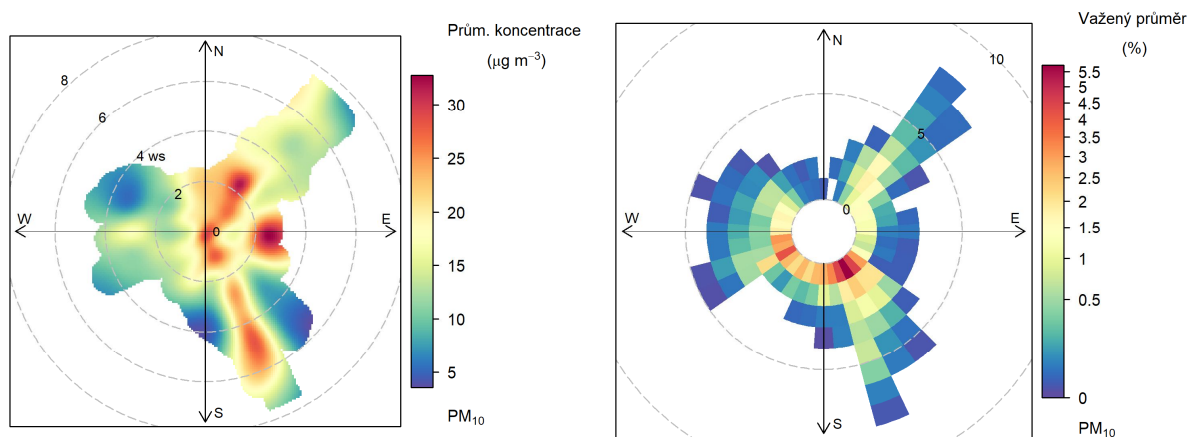 Prům. koncentrace
(μg m⁻³)
N
8
6
4 ws
2
0
W
E
S
30
25
20
15
10
5
PM₁₀
Vážený průměr
(%)
N
10
5
0
W
E
S
5.5
5
4.5
4
3.5
3
2.5
2
1.5
1
0.5
0
PM₁₀